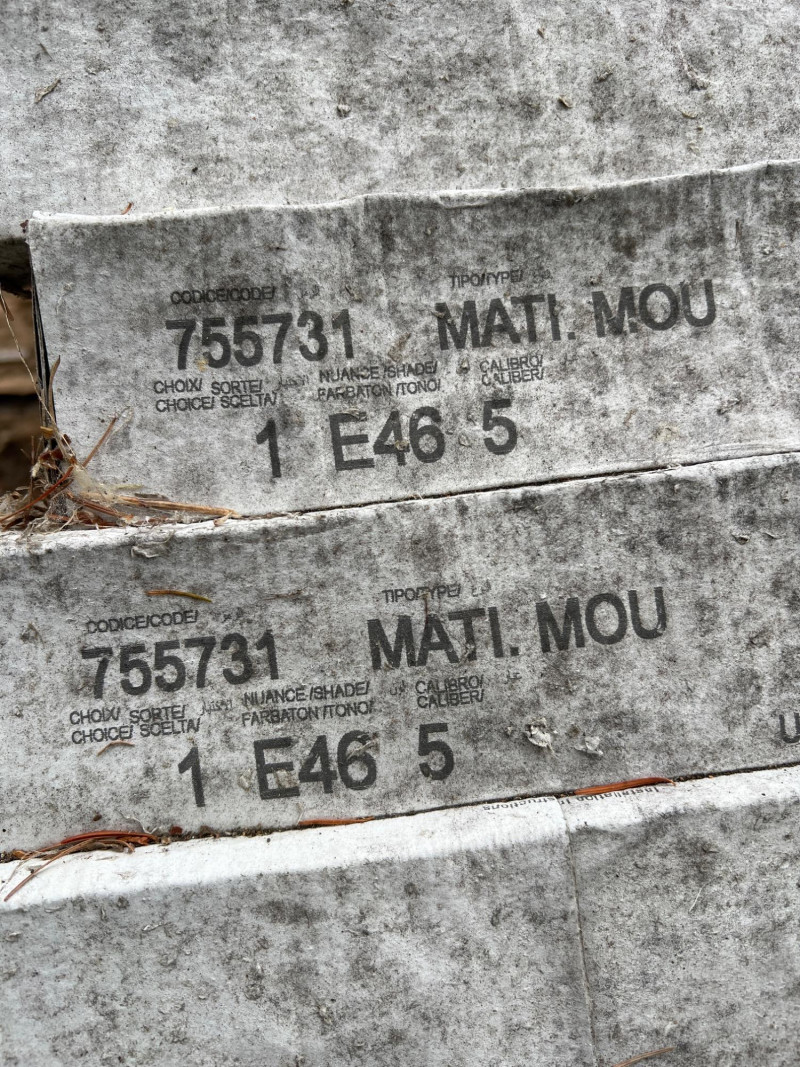 CODICE/CODE/
TIPO/TYPE/
755731
MATI. MOU
CHOIX/ SORTE/ NUANCE /SHADE/ CALIBRO/
CHOICE/ SCELTA/ FARBATON /TONO/ CALIBER/
1 E46 5
CODICE/CODE/
TIPO/TYPE/
755731
MATI. MOU
CHOIX/ SORTE/ NUANCE /SHADE/ CALIBRO/
CHOICE/ SCELTA/ FARBATON /TONO/ CALIBER/
1 E46 5
U
Installation Instructions